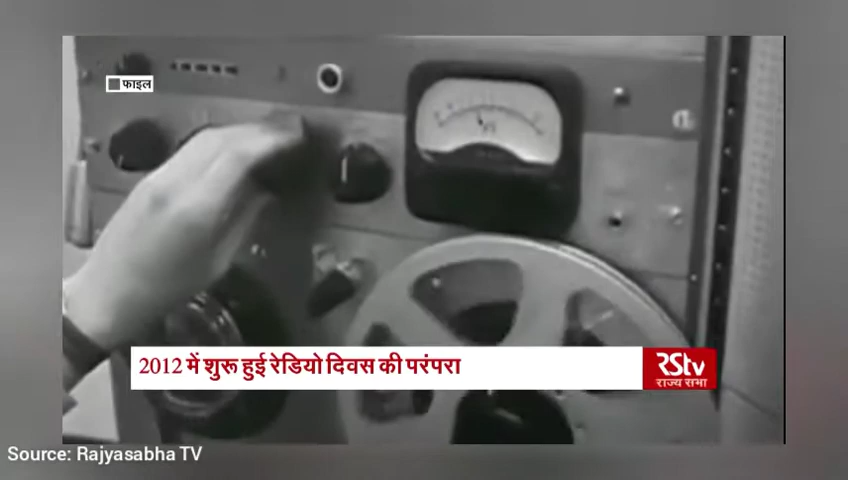 फाइल
2012 में शुरू हुई रेडियो दिवस की परंपरा
RStv
राज्य सभा
Source: Rajyasabha TV